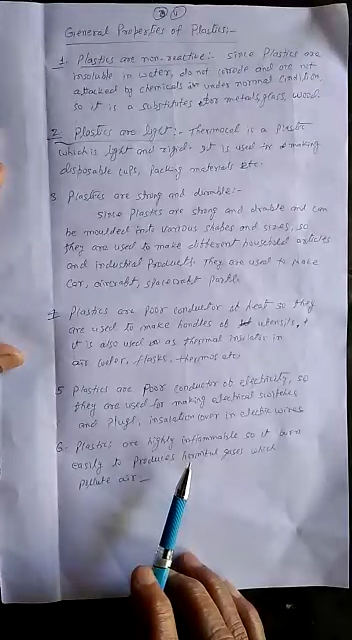 General Properties of Plastics:-
1. Plastics are non-reactive:- Since Plastics are
insoluble in water, do not corrode and are not
attacked by chemicals under normal condition,
so it is a substitutes for metals, glass, wood.
2. Plastics are light:- Thermocol is a Plastic
which is light and rigid. It is used in making
disposable cups, packing materials etc.
3 Plastics are strong and durable:-
Since Plastics are strong and durable and can
be moulded into various shapes and sizes, so
they are used to make different household articles
and industrial Products. They are used to make
car, aircraft, spacecraft parts.
4 Plastics are Poor conductor of heat so they
are used to make handles of utensils,
it is also used as thermal insulator in
air cooler, flasks, thermos etc
5 Plastics are Poor conductor of electricity, so
they are used for making electrical switches
and Plugs, insulation cover in electric wires
6. Plastics are highly inflammable so it burn
easily to Produces harmful gases which
pollute air